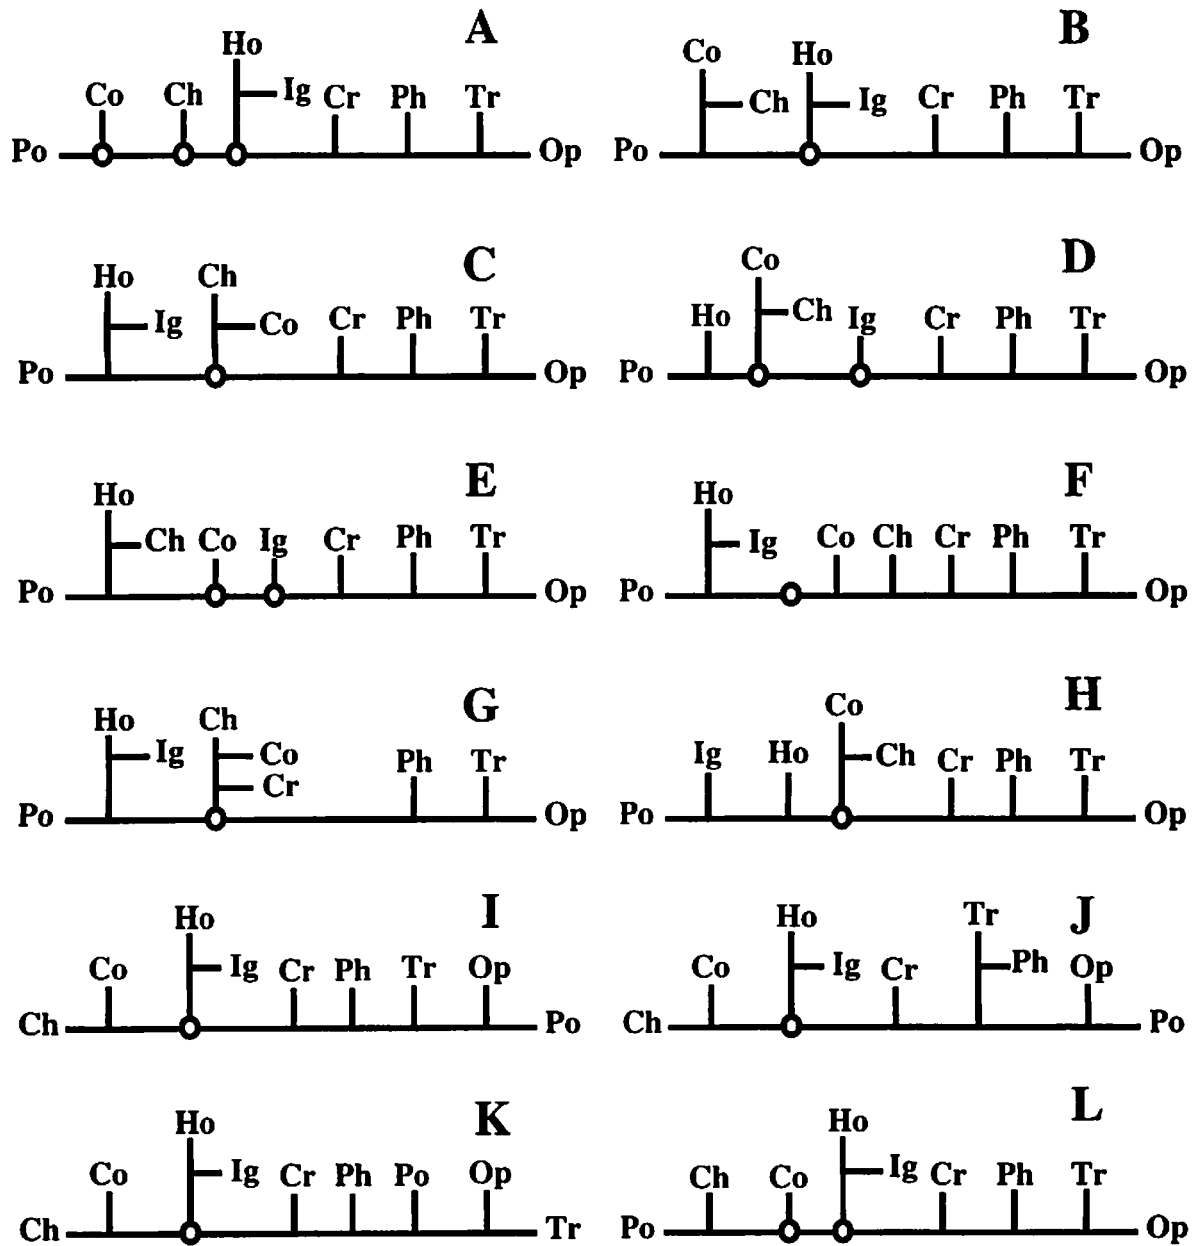 A
Ho
Co Ch Ig Cr Ph Tr
Po Op
B
Co Ho
Ch Ig Cr Ph Tr
Po Op
C
Ho Ch
Ig Co Cr Ph Tr
Po Op
D
Co
Ho Ch Ig Cr Ph Tr
Po Op
E
Ho
Ch Co Ig Cr Ph Tr
Po Op
F
Ho
Ig Co Ch Cr Ph Tr
Po Op
G
Ho Ch
Ig Co Ph Tr
Cr
Po Op
H
Co
Ig Ho Ch Cr Ph Tr
Po Op
I
Ho
Co Ig Cr Ph Tr Op
Ch Po
J
Ho Tr
Co Ig Cr Ph Op
Ch Po
K
Ho
Co Ig Cr Ph Po Op
Ch Tr
L
Ho
Ch Co Ig Cr Ph Tr
Po Op